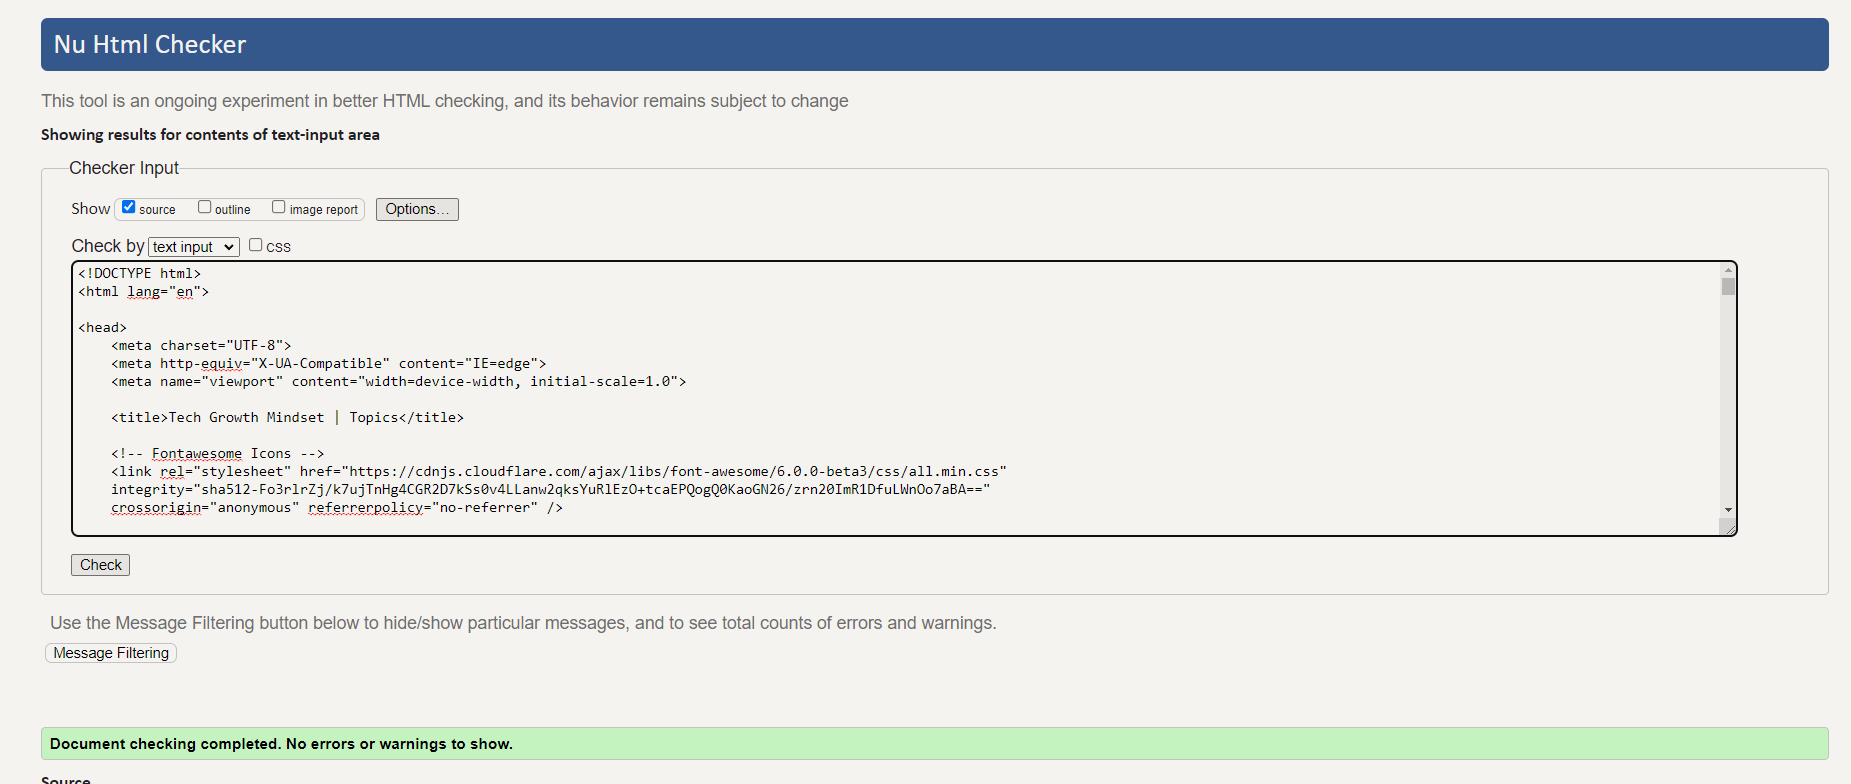 Nu Html Checker
This tool is an ongoing experiment in better HTML checking, and its behavior remains subject to change
Showing results for contents of text-input area
Checker Input
Show source outline image report Options...
Check by text input css
<!DOCTYPE html>
<html lang="en">
<head>
<meta charset="UTF-8">
<meta http-equiv="X-UA-Compatible" content="IE=edge">
<meta name="viewport" content="width=device-width, initial-scale=1.0">
<title>Tech Growth Mindset | Topics</title>
<!-- Fontawesome Icons -->
<link rel="stylesheet" href="https://cdnjs.cloudflare.com/ajax/libs/font-awesome/6.0.0-beta3/css/all.min.css"
integrity="sha512-Fo3rlrZj/k7ujTnHg4CGR2D7kSs0v4LLanw2qksYuRlEzO+tcaEPQogQ0KaoGN26/zrn20ImR1DfuLWnOo7aBA=="
crossorigin="anonymous" referrerpolicy="no-referrer" />
Check
Use the Message Filtering button below to hide/show particular messages, and to see total counts of errors and warnings.
Message Filtering
Document checking completed. No errors or warnings to show.
Source